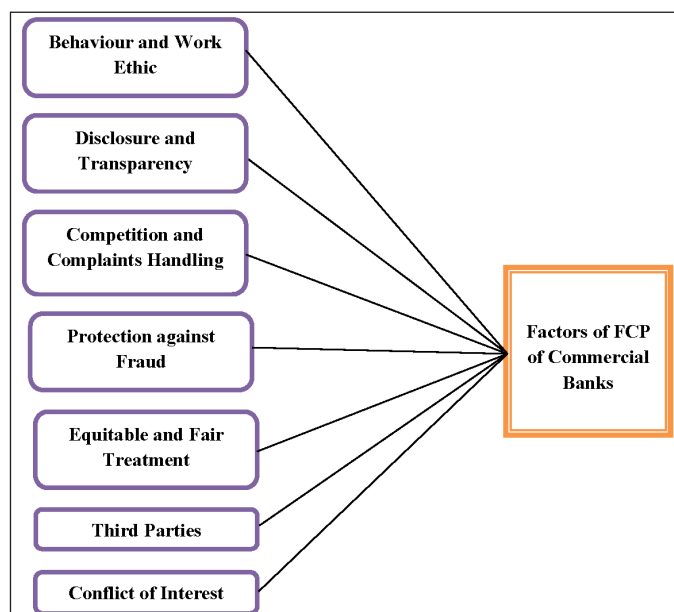 Behaviour and Work
Ethic
Disclosure and
Transparency
Competition and
Complaints Handling
Protection against
Fraud
Equitable and Fair
Treatment
Third Parties
Conflict of Interest
Factors of FCP
of Commercial
Banks